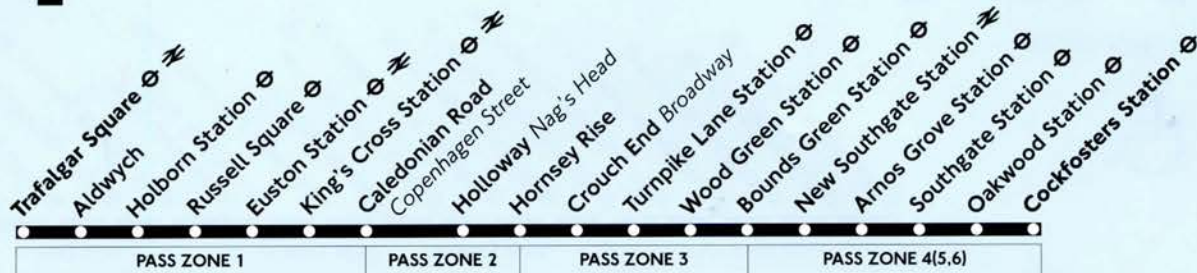 Trafalgar Square
Aldwych
Holborn Station
Russell Square
Euston Station
King's Cross Station
Caledonian Road
Copenhagen Street
Holloway Nag's Head
Hornsey Rise
Crouch End Broadway
Turnpike Lane Station
Wood Green Station
Bounds Green Station
New Southgate Station
Arnos Grove Station
Southgate Station
Oakwood Station
Cockfosters Station
PASS ZONE 1
PASS ZONE 2
PASS ZONE 3
PASS ZONE 4(5,6)